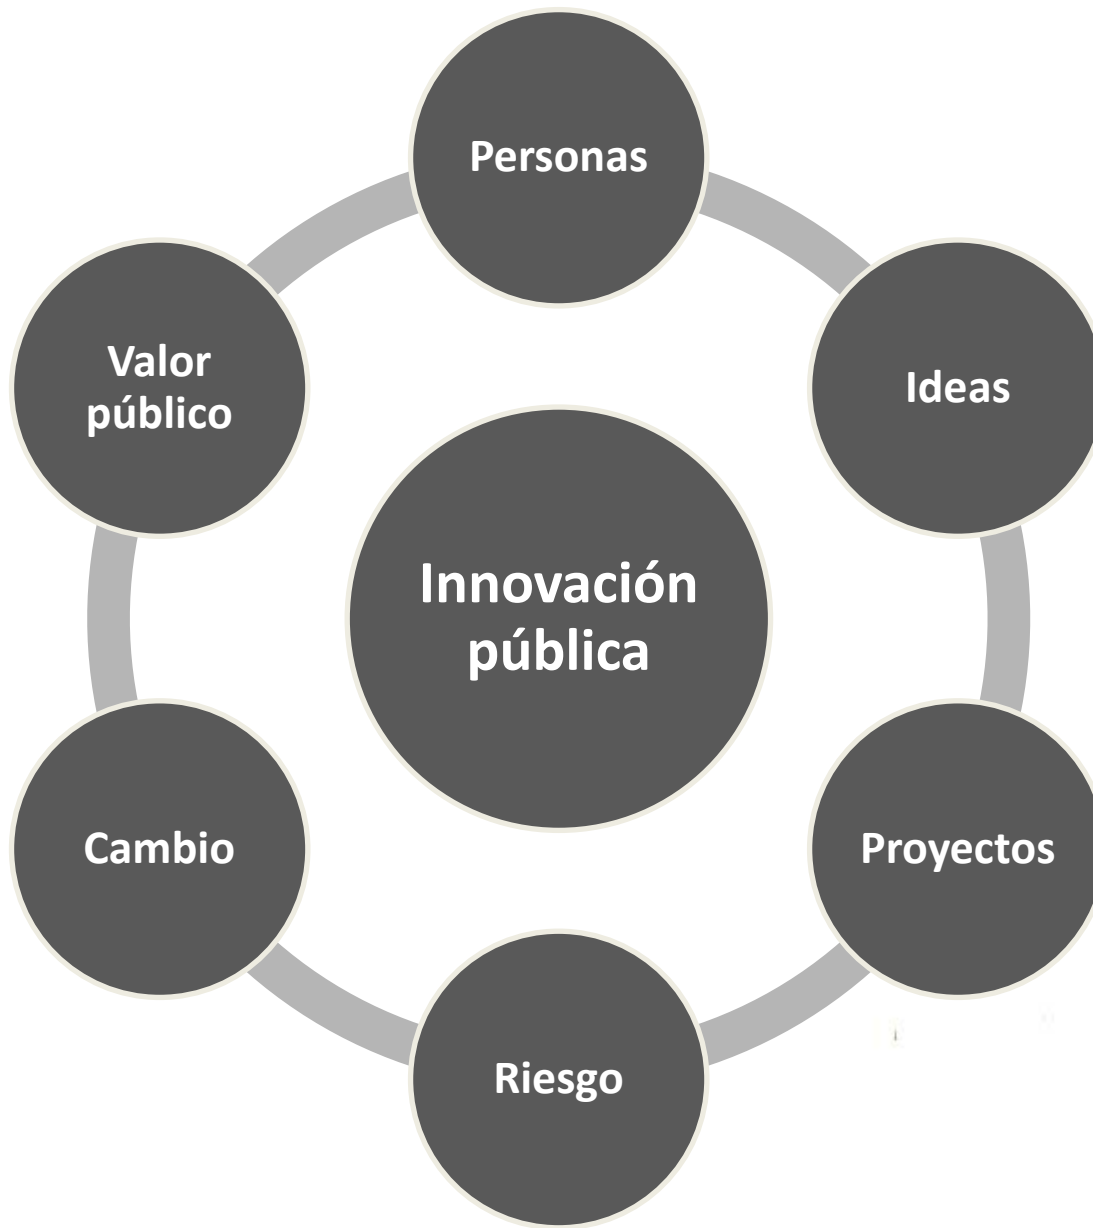 Personas
Ideas
Valor
público
Innovación
pública
Proyectos
Cambio
Riesgo